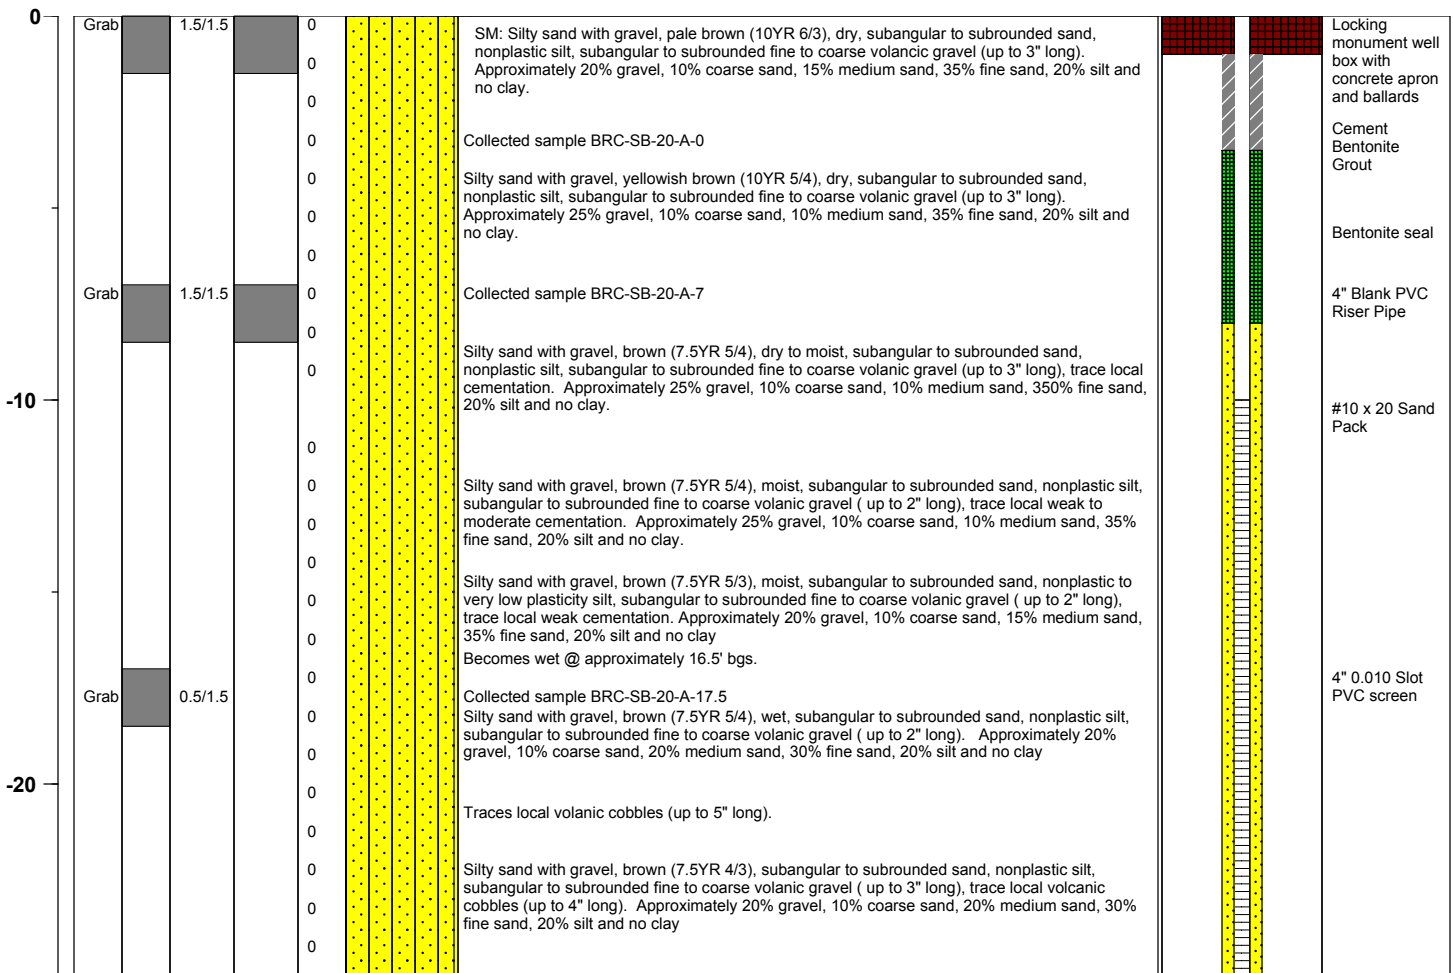 0
Grab
1.5/1.5
0
0
0
0
0
0
0
SM: Silty sand with gravel, pale brown (10YR 6/3), dry, subangular to subrounded sand,
nonplastic silt, subangular to subrounded fine to coarse volancic gravel (up to 3" long).
Approximately 20% gravel, 10% coarse sand, 15% medium sand, 35% fine sand, 20% silt and
no clay.
Collected sample BRC-SB-20-A-0
Silty sand with gravel, yellowish brown (10YR 5/4), dry, subangular to subrounded sand,
nonplastic silt, subangular to subrounded fine to coarse volanic gravel (up to 3" long).
Approximately 25% gravel, 10% coarse sand, 10% medium sand, 35% fine sand, 20% silt and
no clay.
Locking
monument well
box with
concrete apron
and ballards
Cement
Bentonite
Grout
Bentonite seal
Grab
1.5/1.5
0
0
0
Collected sample BRC-SB-20-A-7
4" Blank PVC
Riser Pipe
Silty sand with gravel, brown (7.5YR 5/4), dry to moist, subangular to subrounded sand,
nonplastic silt, subangular to subrounded fine to coarse volanic gravel (up to 3" long), trace local
cementation. Approximately 25% gravel, 10% coarse sand, 10% medium sand, 350% fine sand,
20% silt and no clay.
-10
#10 x 20 Sand
Pack
0
0
0
0
0
0
0
Silty sand with gravel, brown (7.5YR 5/4), moist, subangular to subrounded sand, nonplastic silt,
subangular to subrounded fine to coarse volanic gravel ( up to 2" long), trace local weak to
moderate cementation. Approximately 25% gravel, 10% coarse sand, 10% medium sand, 35%
fine sand, 20% silt and no clay.
Silty sand with gravel, brown (7.5YR 5/3), moist, subangular to subrounded sand, nonplastic to
very low plasticity silt, subangular to subrounded fine to coarse volanic gravel ( up to 2" long),
trace local weak cementation. Approximately 20% gravel, 10% coarse sand, 15% medium sand,
35% fine sand, 20% silt and no clay
Becomes wet @ approximately 16.5' bgs.
Grab
0.5/1.5
Collected sample BRC-SB-20-A-17.5
4" 0.010 Slot
PVC screen
0
0
Silty sand with gravel, brown (7.5YR 5/4), wet, subangular to subrounded sand, nonplastic silt,
subangular to subrounded fine to coarse volanic gravel ( up to 2" long). Approximately 20%
gravel, 10% coarse sand, 20% medium sand, 30% fine sand, 20% silt and no clay
-20
0
0
0
0
0
Traces local volanic cobbles (up to 5" long).
Silty sand with gravel, brown (7.5YR 4/3), subangular to subrounded sand, nonplastic silt,
subangular to subrounded fine to coarse volanic gravel ( up to 3" long), trace local volcanic
cobbles (up to 4" long). Approximately 20% gravel, 10% coarse sand, 20% medium sand, 30%
fine sand, 20% silt and no clay